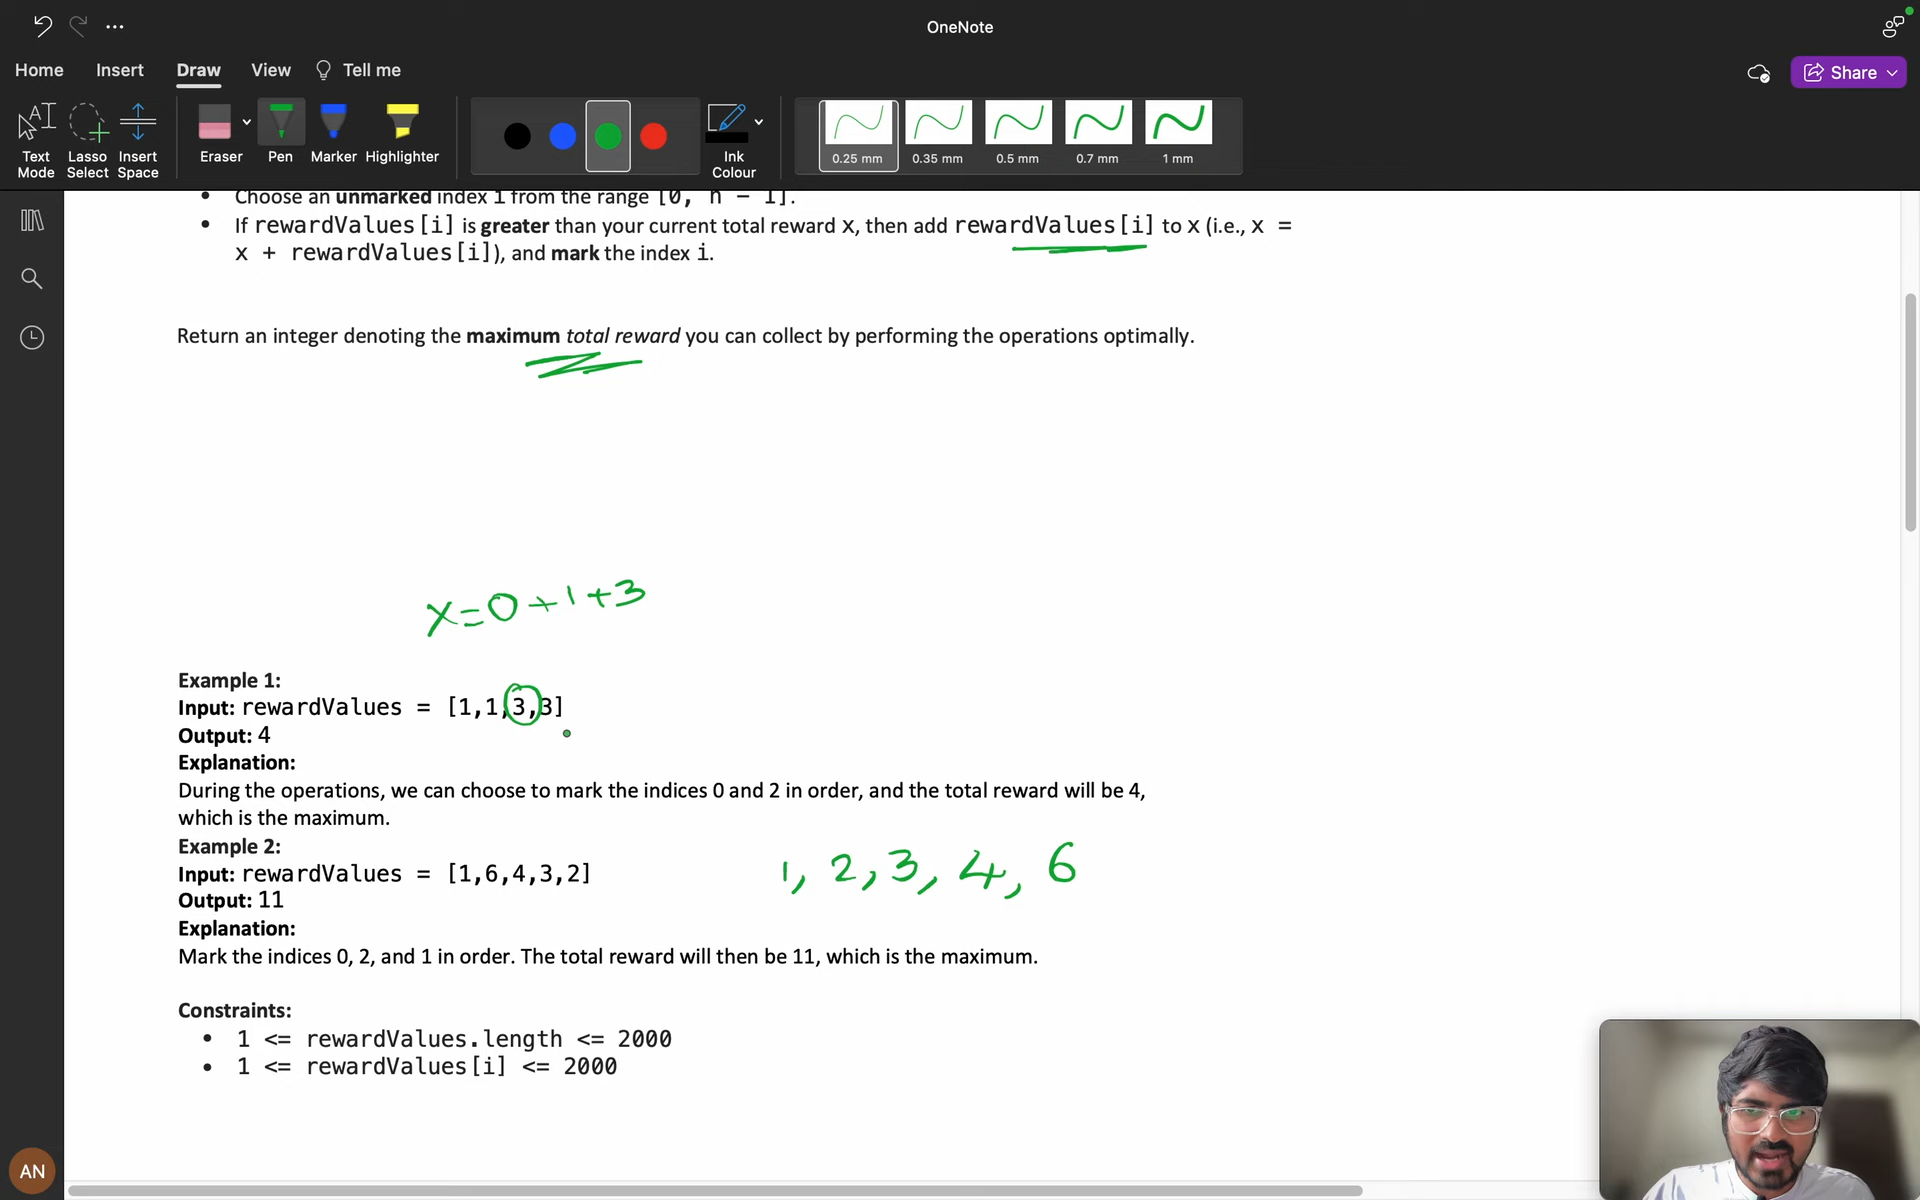 OneNote
Home Insert Draw View Tell me
Share
Text Mode
Lasso Select
Insert Space
Eraser
Pen
Marker
Highlighter
Ink Colour
0.25 mm
0.35 mm
0.5 mm
0.7 mm
1 mm
• Choose an unmarked index i from the range [0, n - 1].
• If rewardValues[i] is greater than your current total reward x, then add rewardValues[i] to x (i.e., x =
x + rewardValues[i]), and mark the index i.
Return an integer denoting the maximum total reward you can collect by performing the operations optimally.
x=0+1+3
Example 1:
Input: rewardValues = [1,1,3,3]
Output: 4
Explanation:
During the operations, we can choose to mark the indices 0 and 2 in order, and the total reward will be 4,
which is the maximum.
Example 2:
Input: rewardValues = [1,6,4,3,2]
1, 2, 3, 4, 6
Output: 11
Explanation:
Mark the indices 0, 2, and 1 in order. The total reward will then be 11, which is the maximum.
Constraints:
• 1 <= rewardValues.length <= 2000
• 1 <= rewardValues[i] <= 2000
AN